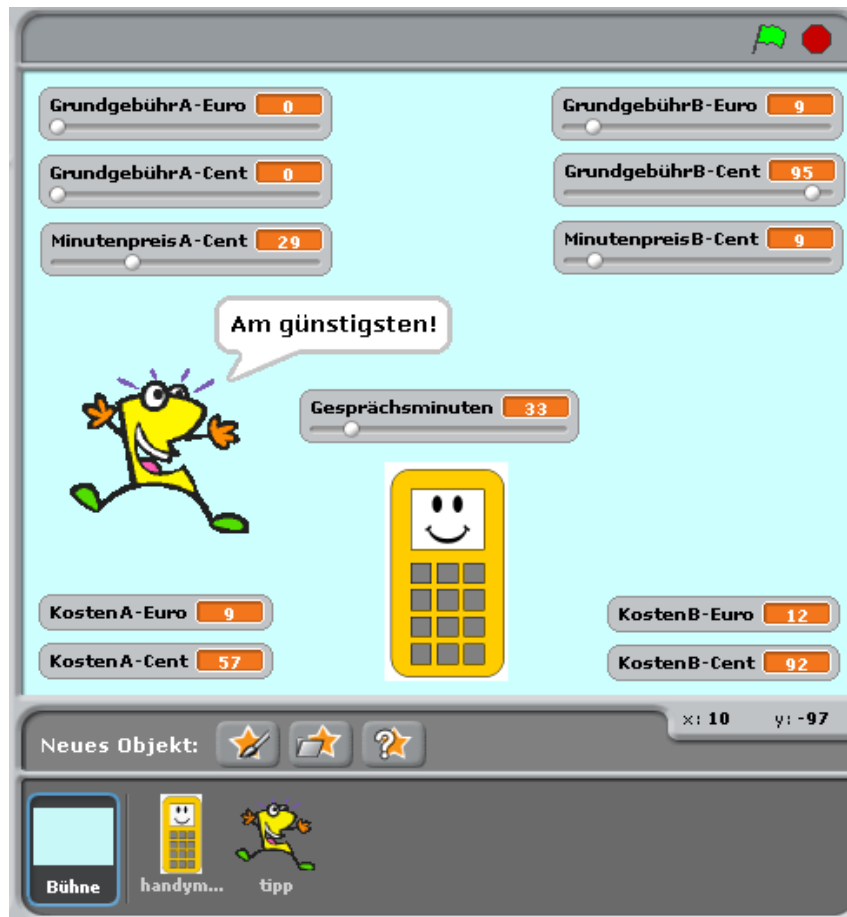 GrundgebührA-Euro 0
GrundgebührB-Euro 9
GrundgebührA-Cent 0
GrundgebührB-Cent 95
MinutenpreisA-Cent 29
MinutenpreisB-Cent 9
Am günstigsten!
Gesprächsminuten 33
KostenA-Euro 9
KostenB-Euro 12
KostenA-Cent 57
KostenB-Cent 92
x: 10 y: -97
Neues Objekt:
Bühne
handym...
tipp